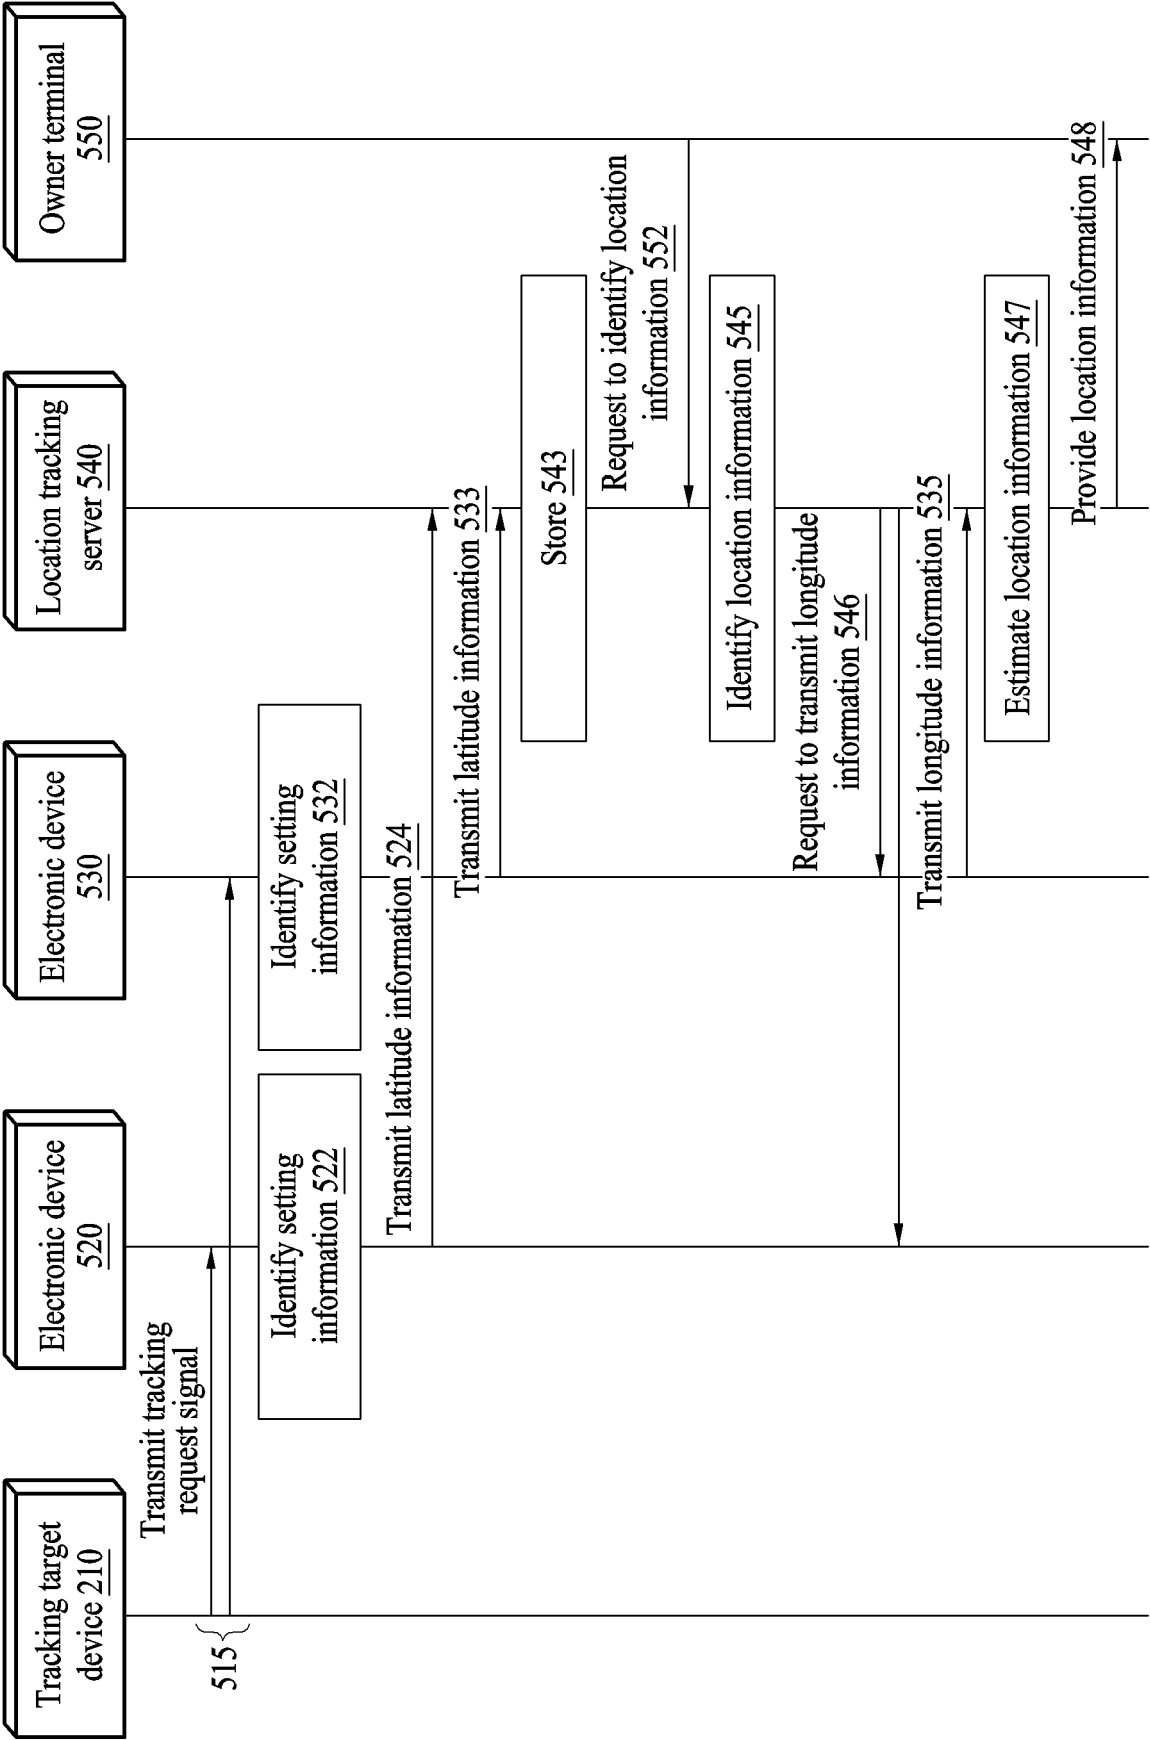 Tracking target
device 210
Electronic device
520
Electronic device
530
Location tracking
server 540
Owner terminal
550
Transmit tracking
request signal
515
Identify setting
information 522
Identify setting
information 532
Transmit latitude information 524
Transmit latitude information 533
Store 543
Request to identify location
information 552
Identify location information 545
Request to transmit longitude
information 546
Transmit longitude information 535
Estimate location information 547
Provide location information 548